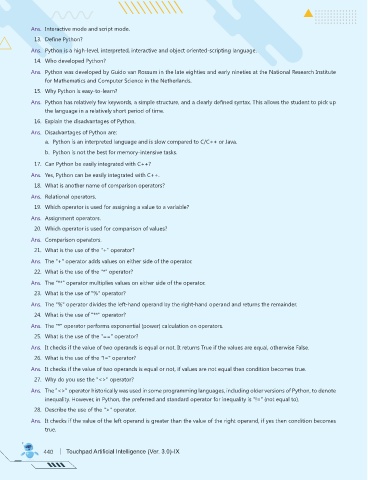 Ans. Interactive mode and script mode.
13. Define Python?
Ans. Python is a high-level, interpreted, interactive and object oriented-scripting language.
14. Who developed Python?
Ans. Python was developed by Guido van Rossum in the late eighties and early nineties at the National Research Institute
for Mathematics and Computer Science in the Netherlands.
15. Why Python is easy-to-learn?
Ans. Python has relatively few keywords, a simple structure, and a clearly defined syntax. This allows the student to pick up
the language in a relatively short period of time.
16. Explain the disadvantages of Python.
Ans. Disadvantages of Python are:
a. Python is an interpreted language and is slow compared to C/C++ or Java.
b. Python is not the best for memory-intensive tasks.
17. Can Python be easily integrated with C++?
Ans. Yes, Python can be easily integrated with C++.
18. What is another name of comparison operators?
Ans. Relational operators.
19. Which operator is used for assigning a value to a variable?
Ans. Assignment operators.
20. Which operator is used for comparison of values?
Ans. Comparison operators.
21. What is the use of the "+" operator?
Ans. The "+" operator adds values on either side of the operator.
22. What is the use of the "*" operator?
Ans. The "*" operator multiplies values on either side of the operator.
23. What is the use of "%" operator?
Ans. The "%" operator divides the left-hand operand by the right-hand operand and returns the remainder.
24. What is the use of "**" operator?
Ans. The "**" operator performs exponential (power) calculation on operators.
25. What is the use of the "==" operator?
Ans. It checks if the value of two operands is equal or not. It returns True if the values are equal, otherwise False.
26. What is the use of the "!=" operator?
Ans. It checks if the value of two operands is equal or not, if values are not equal then condition becomes true.
27. Why do you use the "<>" operator?
Ans. The "<>" operator historically was used in some programming languages, including older versions of Python, to denote
inequality. However, in Python, the preferred and standard operator for inequality is "!=" (not equal to).
28. Describe the use of the ">" operator.
Ans. It checks if the value of the left operand is greater than the value of the right operand, if yes then condition becomes
true.
440 | Touchpad Artificial Intelligence (Ver. 3.0)-IX